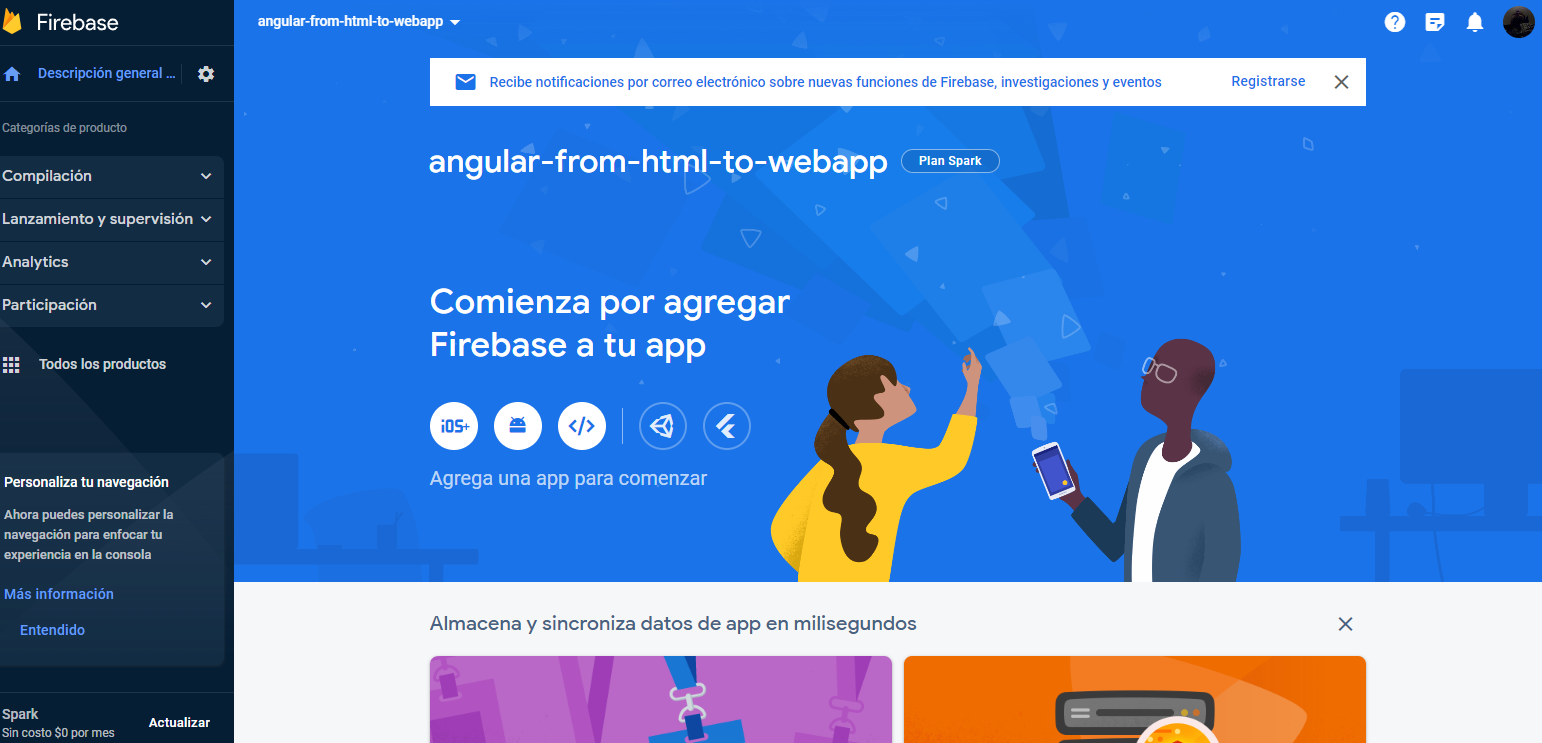 Firebase
Descripción general ...
Categorías de producto
Compilación
Lanzamiento y supervisión
Analytics
Participación
Todos los productos
Personaliza tu navegación
Ahora puedes personalizar la
navegación para enfocar tu
experiencia en la consola
Más información
Entendido
Spark
Sin costo $0 por mes
Actualizar
angular-from-html-to-webapp
Recibe notificaciones por correo electrónico sobre nuevas funciones de Firebase, investigaciones y eventos
Registrarse
angular-from-html-to-webapp
Plan Spark
Comienza por agregar
Firebase a tu app
iOS+
Agrega una app para comenzar
Almacena y sincroniza datos de app en milisegundos